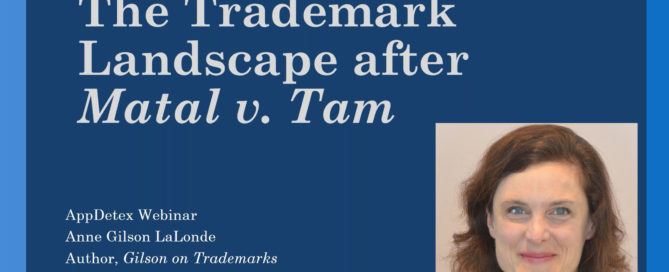 The Trademark
Landscape after
Matal v. Tam
AppDetex Webinar
Anne Gilson LaLonde
Author, Gilson on Trademarks